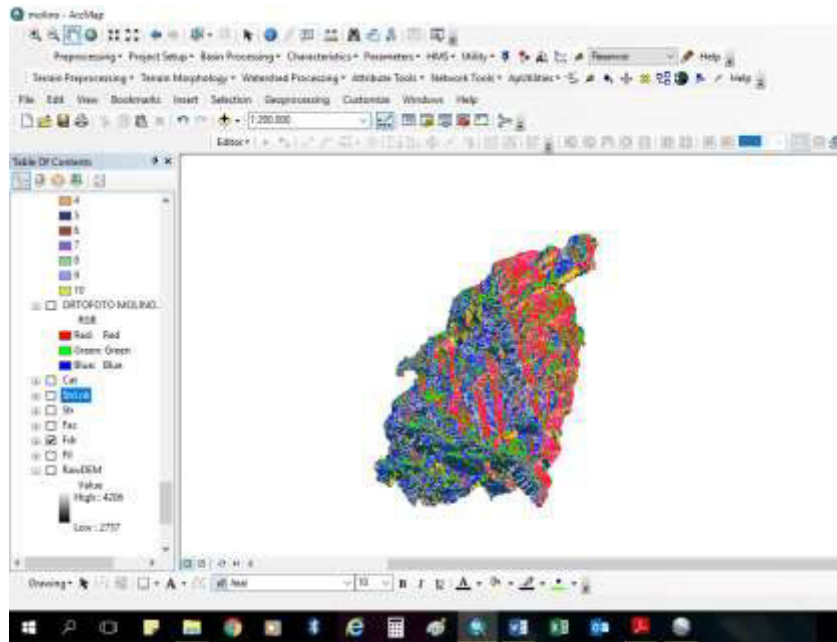 molino - ArcMap
Preprocessing Project Setup Basin Processing Characteristics Parameters HMS Utility Help
Terrain Preprocessing Terrain Morphology Watershed Processing Attribute Tools Network Tools ApUtilities Help
File Edit View Bookmarks Insert Selection Geoprocessing Customize Windows Help
1:200.000
Editor
Table Of Contents
4
5
6
7
8
9
10
ORTOFOTO MOLINO.
RGB
Red: Red
Green: Green
Blue: Blue
Cat
StrLnk
Str
Fac
Fdr
Fil
RawDEM
Value
High : 4206
Low : 2737
Drawing A Arial 10 B I U A